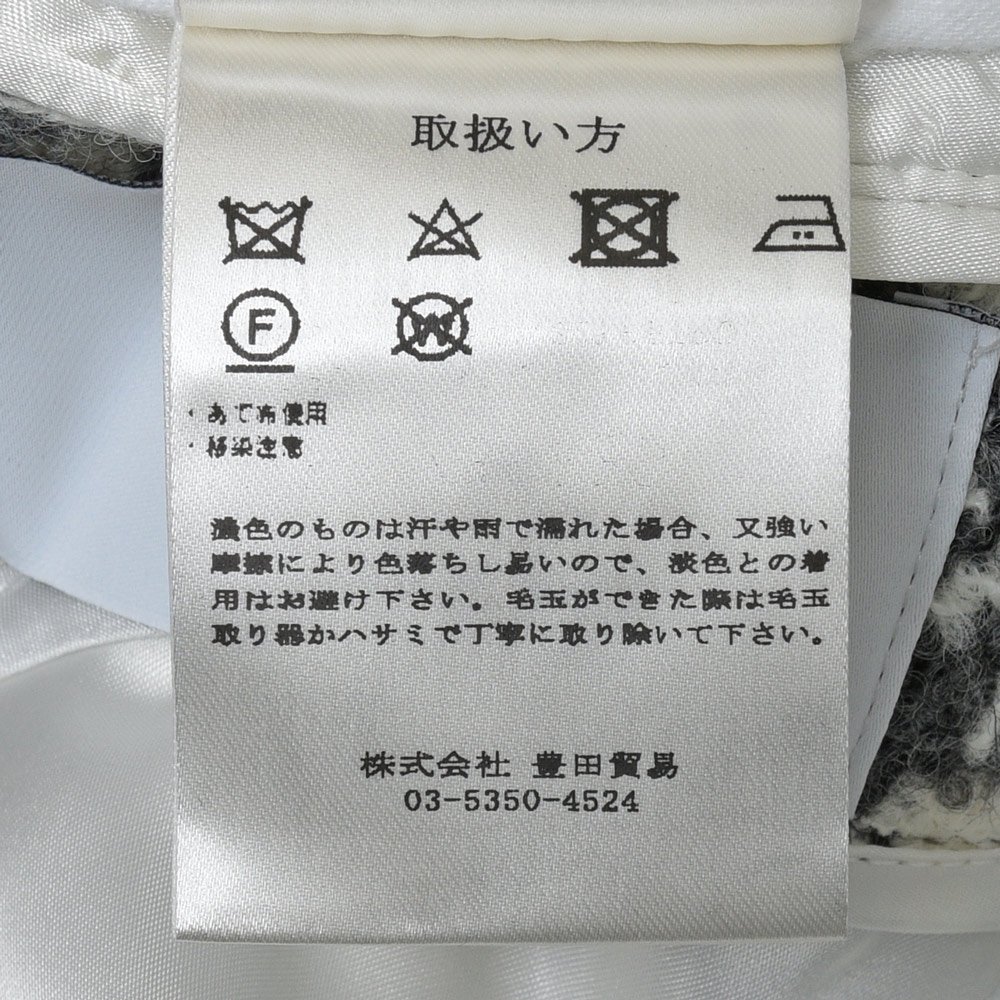 取扱い方
F
W
・あて布使用
・移染注意
濃色のものは汗や雨で濡れた場合、又強い
摩擦により色落ちし易いので、淡色との着
用はお避け下さい。毛玉ができた際は毛玉
取り器かハサミで丁寧に取り除いて下さい。
株式会社 豊田貿易
03-5350-4524